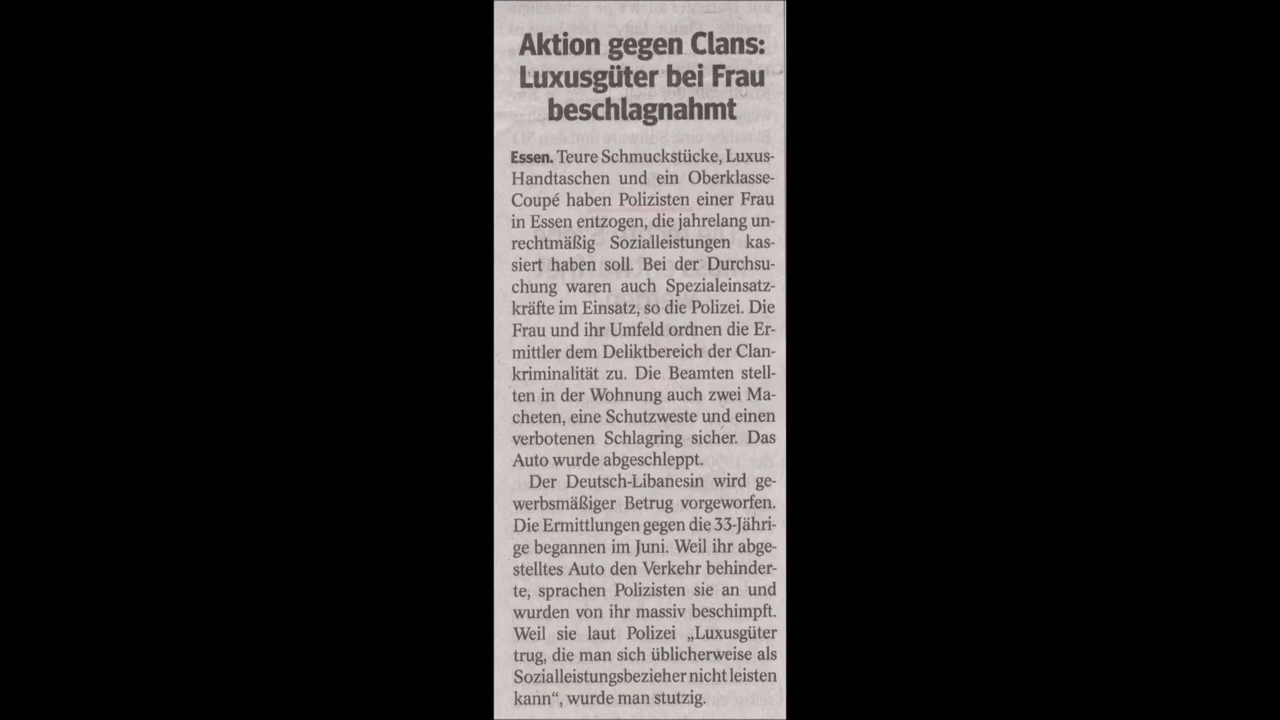 Aktion gegen Clans:
Luxusgüter bei Frau
beschlagnahmt
Essen. Teure Schmuckstücke, Luxus-
Handtaschen und ein Oberklasse-
Coupé haben Polizisten einer Frau
in Essen entzogen, die jahrelang un-
rechtmäßig Sozialleistungen kas-
siert haben soll. Bei der Durchsu-
chung waren auch Spezialeinsatz-
kräfte im Einsatz, so die Polizei. Die
Frau und ihr Umfeld ordnen die Er-
mittler dem Deliktbereich der Clan-
kriminalität zu. Die Beamten stell-
ten in der Wohnung auch zwei Ma-
cheten, eine Schutzweste und einen
verbotenen Schlagring sicher. Das
Auto wurde abgeschleppt.
Der Deutsch-Libanesin wird ge-
werbsmäßiger Betrug vorgeworfen.
Die Ermittlungen gegen die 33-Jähri-
ge begannen im Juni. Weil ihr abge-
stelltes Auto den Verkehr behinder-
te, sprachen Polizisten sie an und
wurden von ihr massiv beschimpft.
Weil sie laut Polizei „Luxusgüter
trug, die man sich üblicherweise als
Sozialleistungsbezieher nicht leisten
kann“, wurde man stutzig.